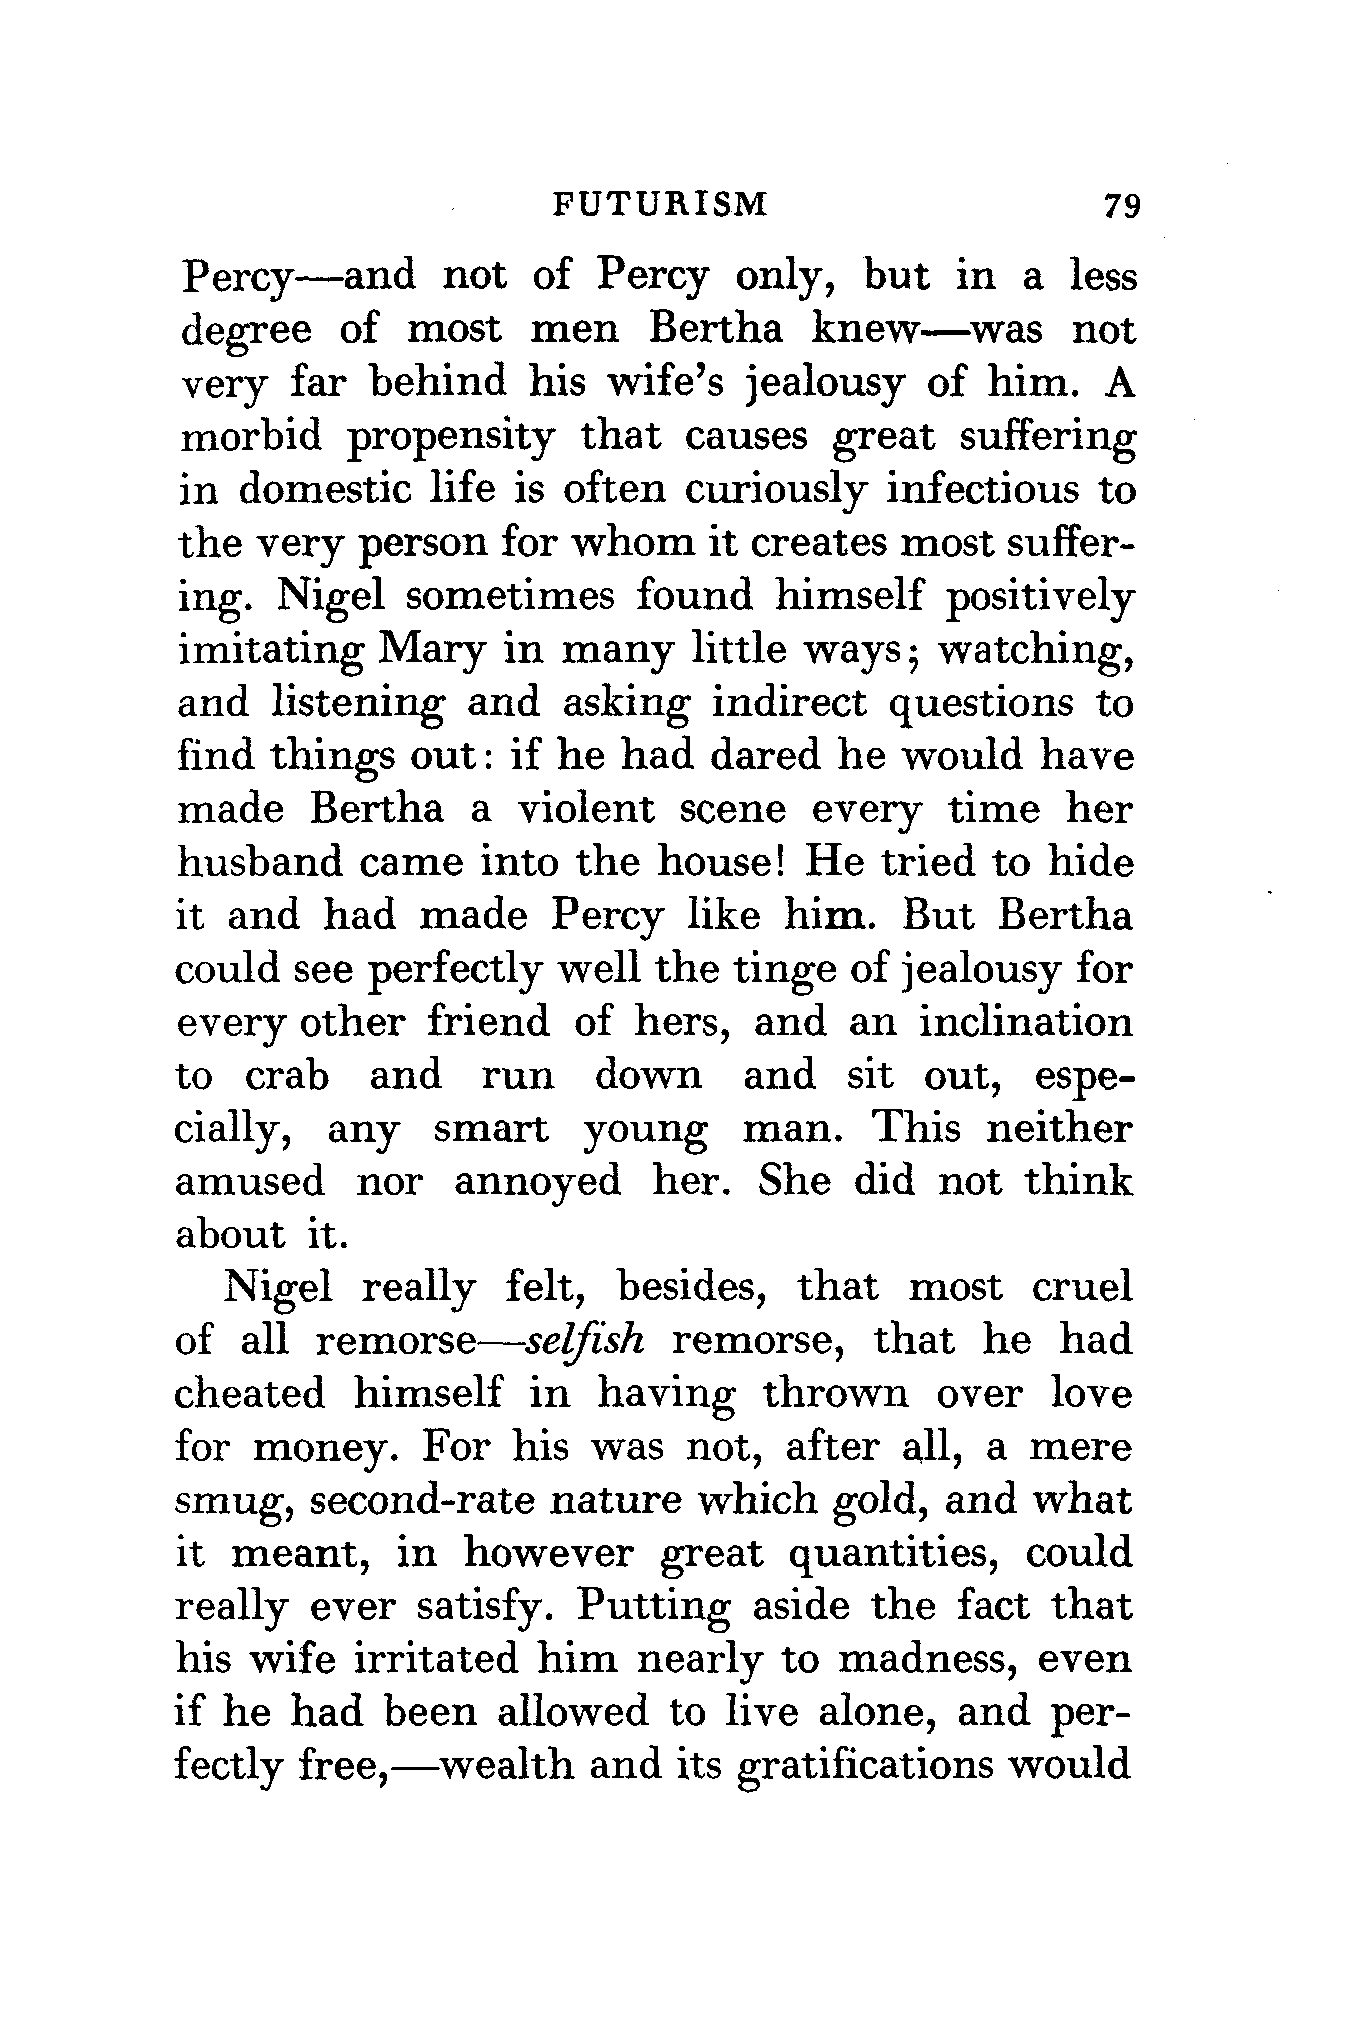 FUTURISM 79
Percy—and not of Percy only, but in a less
degree of most men Bertha knew—was not
very far behind his wife's jealousy of him. A
morbid propensity that causes great suffering
in domestic life is often curiously infectious to
the very person for whom it creates most suffer-
ing. Nigel sometimes found himself positively
imitating Mary in many little ways; watching,
and listening and asking indirect questions to
find things out: if he had dared he would have
made Bertha a violent scene every time her
husband came into the house! He tried to hide
it and had made Percy like him. But Bertha
could see perfectly well the tinge of jealousy for
every other friend of hers, and an inclination
to crab and run down and sit out, espe-
cially, any smart young man. This neither
amused nor annoyed her. She did not think
about it.
Nigel really felt, besides, that most cruel
of all remorse—selfish remorse, that he had
cheated himself in having thrown over love
for money. For his was not, after all, a mere
smug, second-rate nature which gold, and what
it meant, in however great quantities, could
really ever satisfy. Putting aside the fact that
his wife irritated him nearly to madness, even
if he had been allowed to live alone, and per-
fectly free,—wealth and its gratifications would